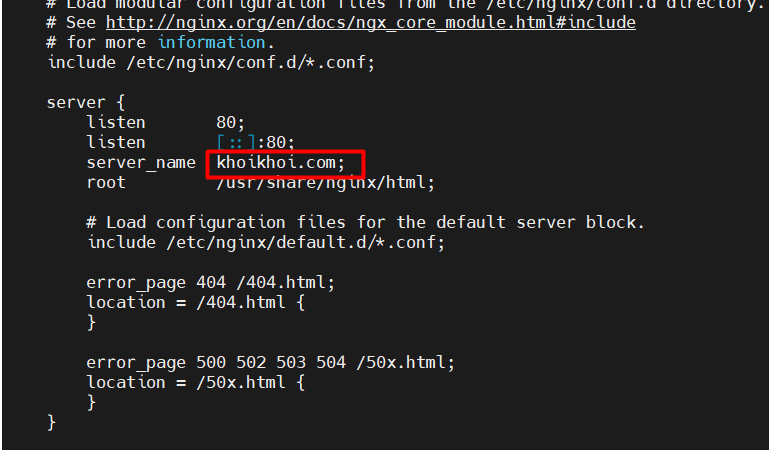 # Load modular configuration files from the /etc/nginx/conf.d directory.
# See http://nginx.org/en/docs/ngx_core_module.html#include
# for more information.
include /etc/nginx/conf.d/*.conf;
server {
listen 80;
listen [::]:80;
server_name khoikhoi.com;
root /usr/share/nginx/html;
# Load configuration files for the default server block.
include /etc/nginx/default.d/*.conf;
error_page 404 /404.html;
location = /404.html {
}
error_page 500 502 503 504 /50x.html;
location = /50x.html {
}
}